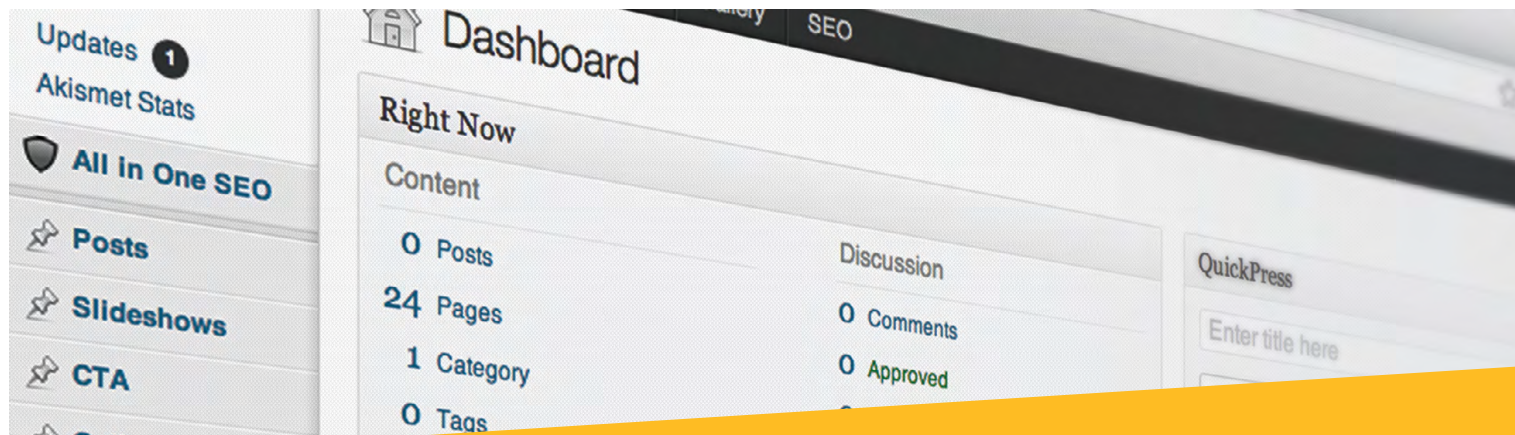 Updates 1
Akismet Stats
All in One SEO
Posts
Slideshows
CTA
SEO
Dashboard
Right Now
Content
0 Posts
24 Pages
1 Category
0 Tags
Discussion
0 Comments
0 Approved
QuickPress
Enter title here